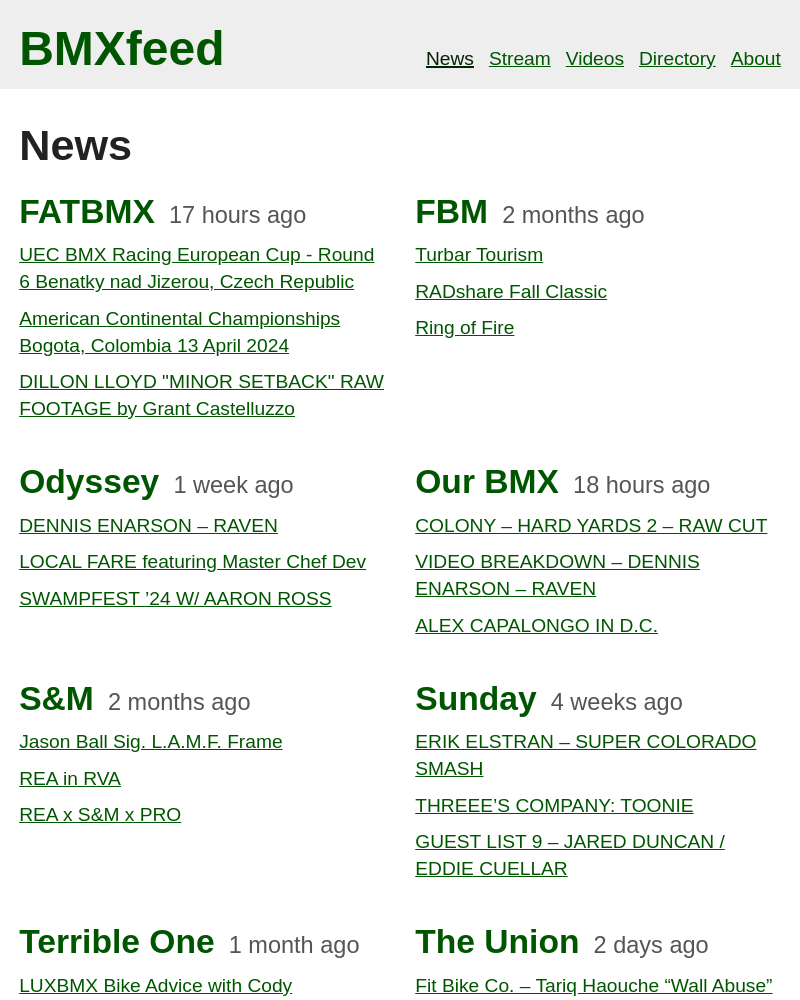 BMXfeed
News Stream Videos Directory About
News
FATBMX 17 hours ago
UEC BMX Racing European Cup - Round
6 Benatky nad Jizerou, Czech Republic
American Continental Championships
Bogota, Colombia 13 April 2024
DILLON LLOYD "MINOR SETBACK" RAW
FOOTAGE by Grant Castelluzzo
FBM 2 months ago
Turbar Tourism
RADshare Fall Classic
Ring of Fire
Odyssey 1 week ago
DENNIS ENARSON – RAVEN
LOCAL FARE featuring Master Chef Dev
SWAMPFEST ’24 W/ AARON ROSS
Our BMX 18 hours ago
COLONY – HARD YARDS 2 – RAW CUT
VIDEO BREAKDOWN – DENNIS
ENARSON – RAVEN
ALEX CAPALONGO IN D.C.
S&M 2 months ago
Jason Ball Sig. L.A.M.F. Frame
REA in RVA
REA x S&M x PRO
Sunday 4 weeks ago
ERIK ELSTRAN – SUPER COLORADO
SMASH
THREEE’S COMPANY: TOONIE
GUEST LIST 9 – JARED DUNCAN /
EDDIE CUELLAR
Terrible One 1 month ago
LUXBMX Bike Advice with Cody
The Union 2 days ago
Fit Bike Co. – Tariq Haouche “Wall Abuse”